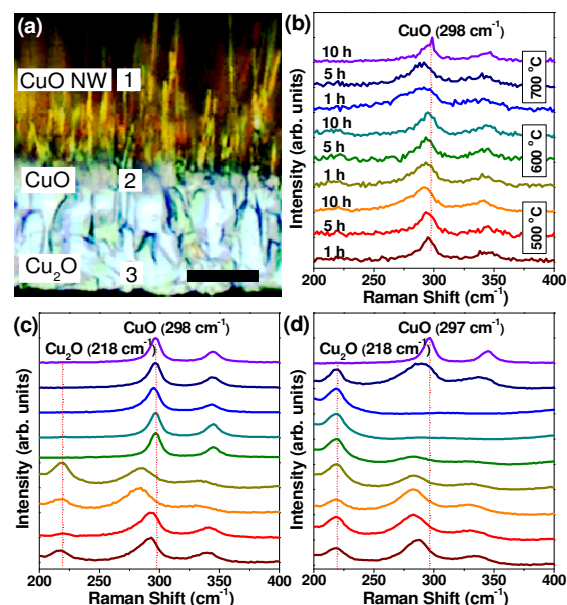 (a)
CuO NW 1
CuO 2
Cu₂O 3
(b)
CuO (298 cm⁻¹)
10 h
5 h
1 h
700 °C
10 h
5 h
1 h
600 °C
10 h
5 h
1 h
500 °C
Intensity (arb. units)
200 250 300 350 400
Raman Shift (cm⁻¹)
(c)
CuO (298 cm⁻¹)
Cu₂O (218 cm⁻¹)
Intensity (arb. units)
200 250 300 350 400
Raman Shift (cm⁻¹)
(d)
CuO (297 cm⁻¹)
Cu₂O (218 cm⁻¹)
Intensity (arb. units)
200 250 300 350 400
Raman Shift (cm⁻¹)